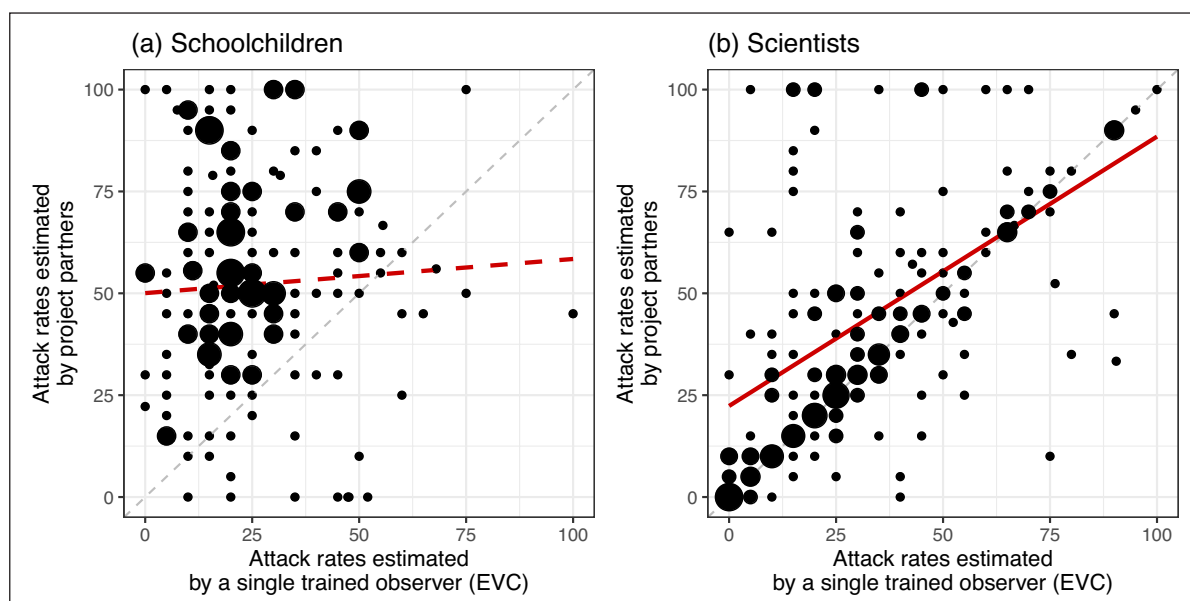 (a) Schoolchildren
100
75
50
25
0
Attack rates estimated
by project partners
0 25 50 75 100
Attack rates estimated
by a single trained observer (EVC)
(b) Scientists
100
75
50
25
0
Attack rates estimated
by project partners
0 25 50 75 100
Attack rates estimated
by a single trained observer (EVC)